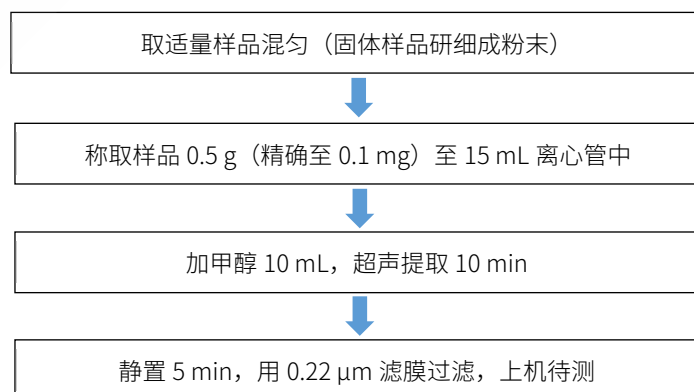 取适量样品混匀（固体样品研细成粉末）
称取样品 0.5 g（精确至 0.1 mg）至 15 mL 离心管中
加甲醇 10 mL，超声提取 10 min
静置 5 min，用 0.22 μm 滤膜过滤，上机待测